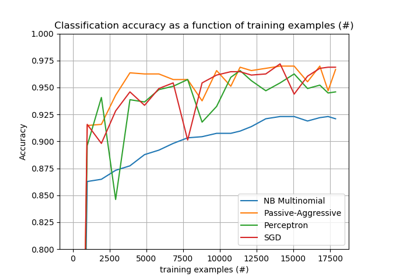 Classification accuracy as a function of training examples (#)
1.000
0.975
0.950
0.925
0.900
0.875
0.850
0.825
0.800
Accuracy
NB Multinomial
Passive-Aggressive
Perceptron
SGD
0 2500 5000 7500 10000 12500 15000 17500
training examples (#)